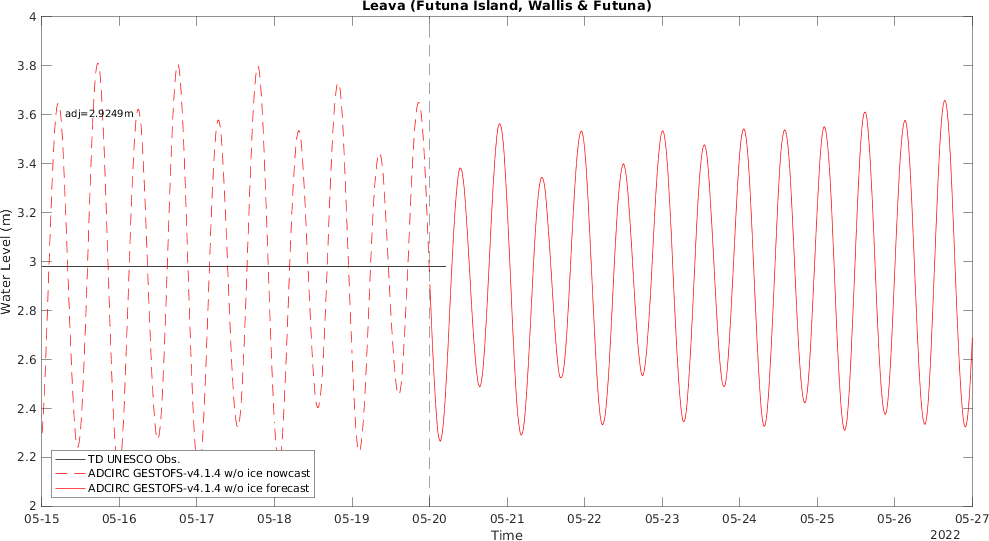 Leava (Futuna Island, Wallis & Futuna)
Water Level (m)
4
3.8
3.6
3.4
3.2
3
2.8
2.6
2.4
2.2
2
adj=2.9249m
TD UNESCO Obs.
ADCIRC GESTOFS-v4.1.4 w/o ice nowcast
ADCIRC GESTOFS-v4.1.4 w/o ice forecast
05-15 05-16 05-17 05-18 05-19 05-20 05-21 05-22 05-23 05-24 05-25 05-26 05-27
Time
2022